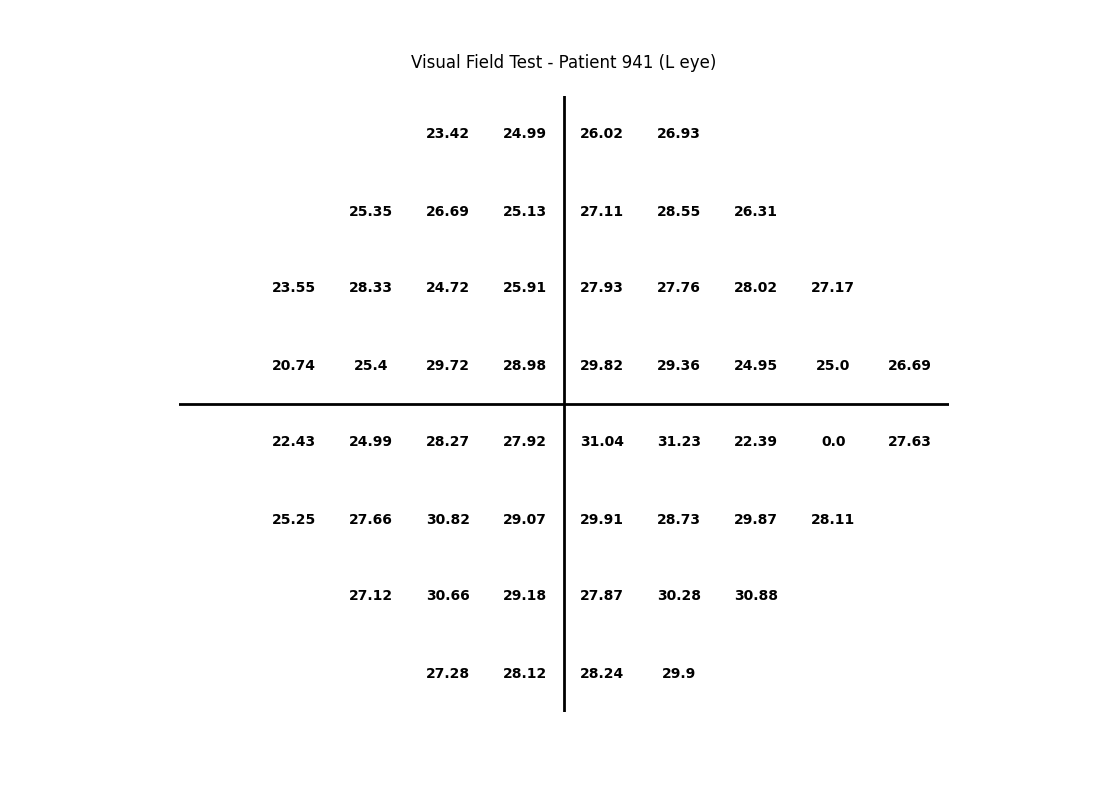 Visual Field Test - Patient 941 (L eye)
23.42 24.99 26.02 26.93
25.35 26.69 25.13 27.11 28.55 26.31
23.55 28.33 24.72 25.91 27.93 27.76 28.02 27.17
20.74 25.4 29.72 28.98 29.82 29.36 24.95 25.0 26.69
22.43 24.99 28.27 27.92 31.04 31.23 22.39 0.0 27.63
25.25 27.66 30.82 29.07 29.91 28.73 29.87 28.11
27.12 30.66 29.18 27.87 30.28 30.88
27.28 28.12 28.24 29.9